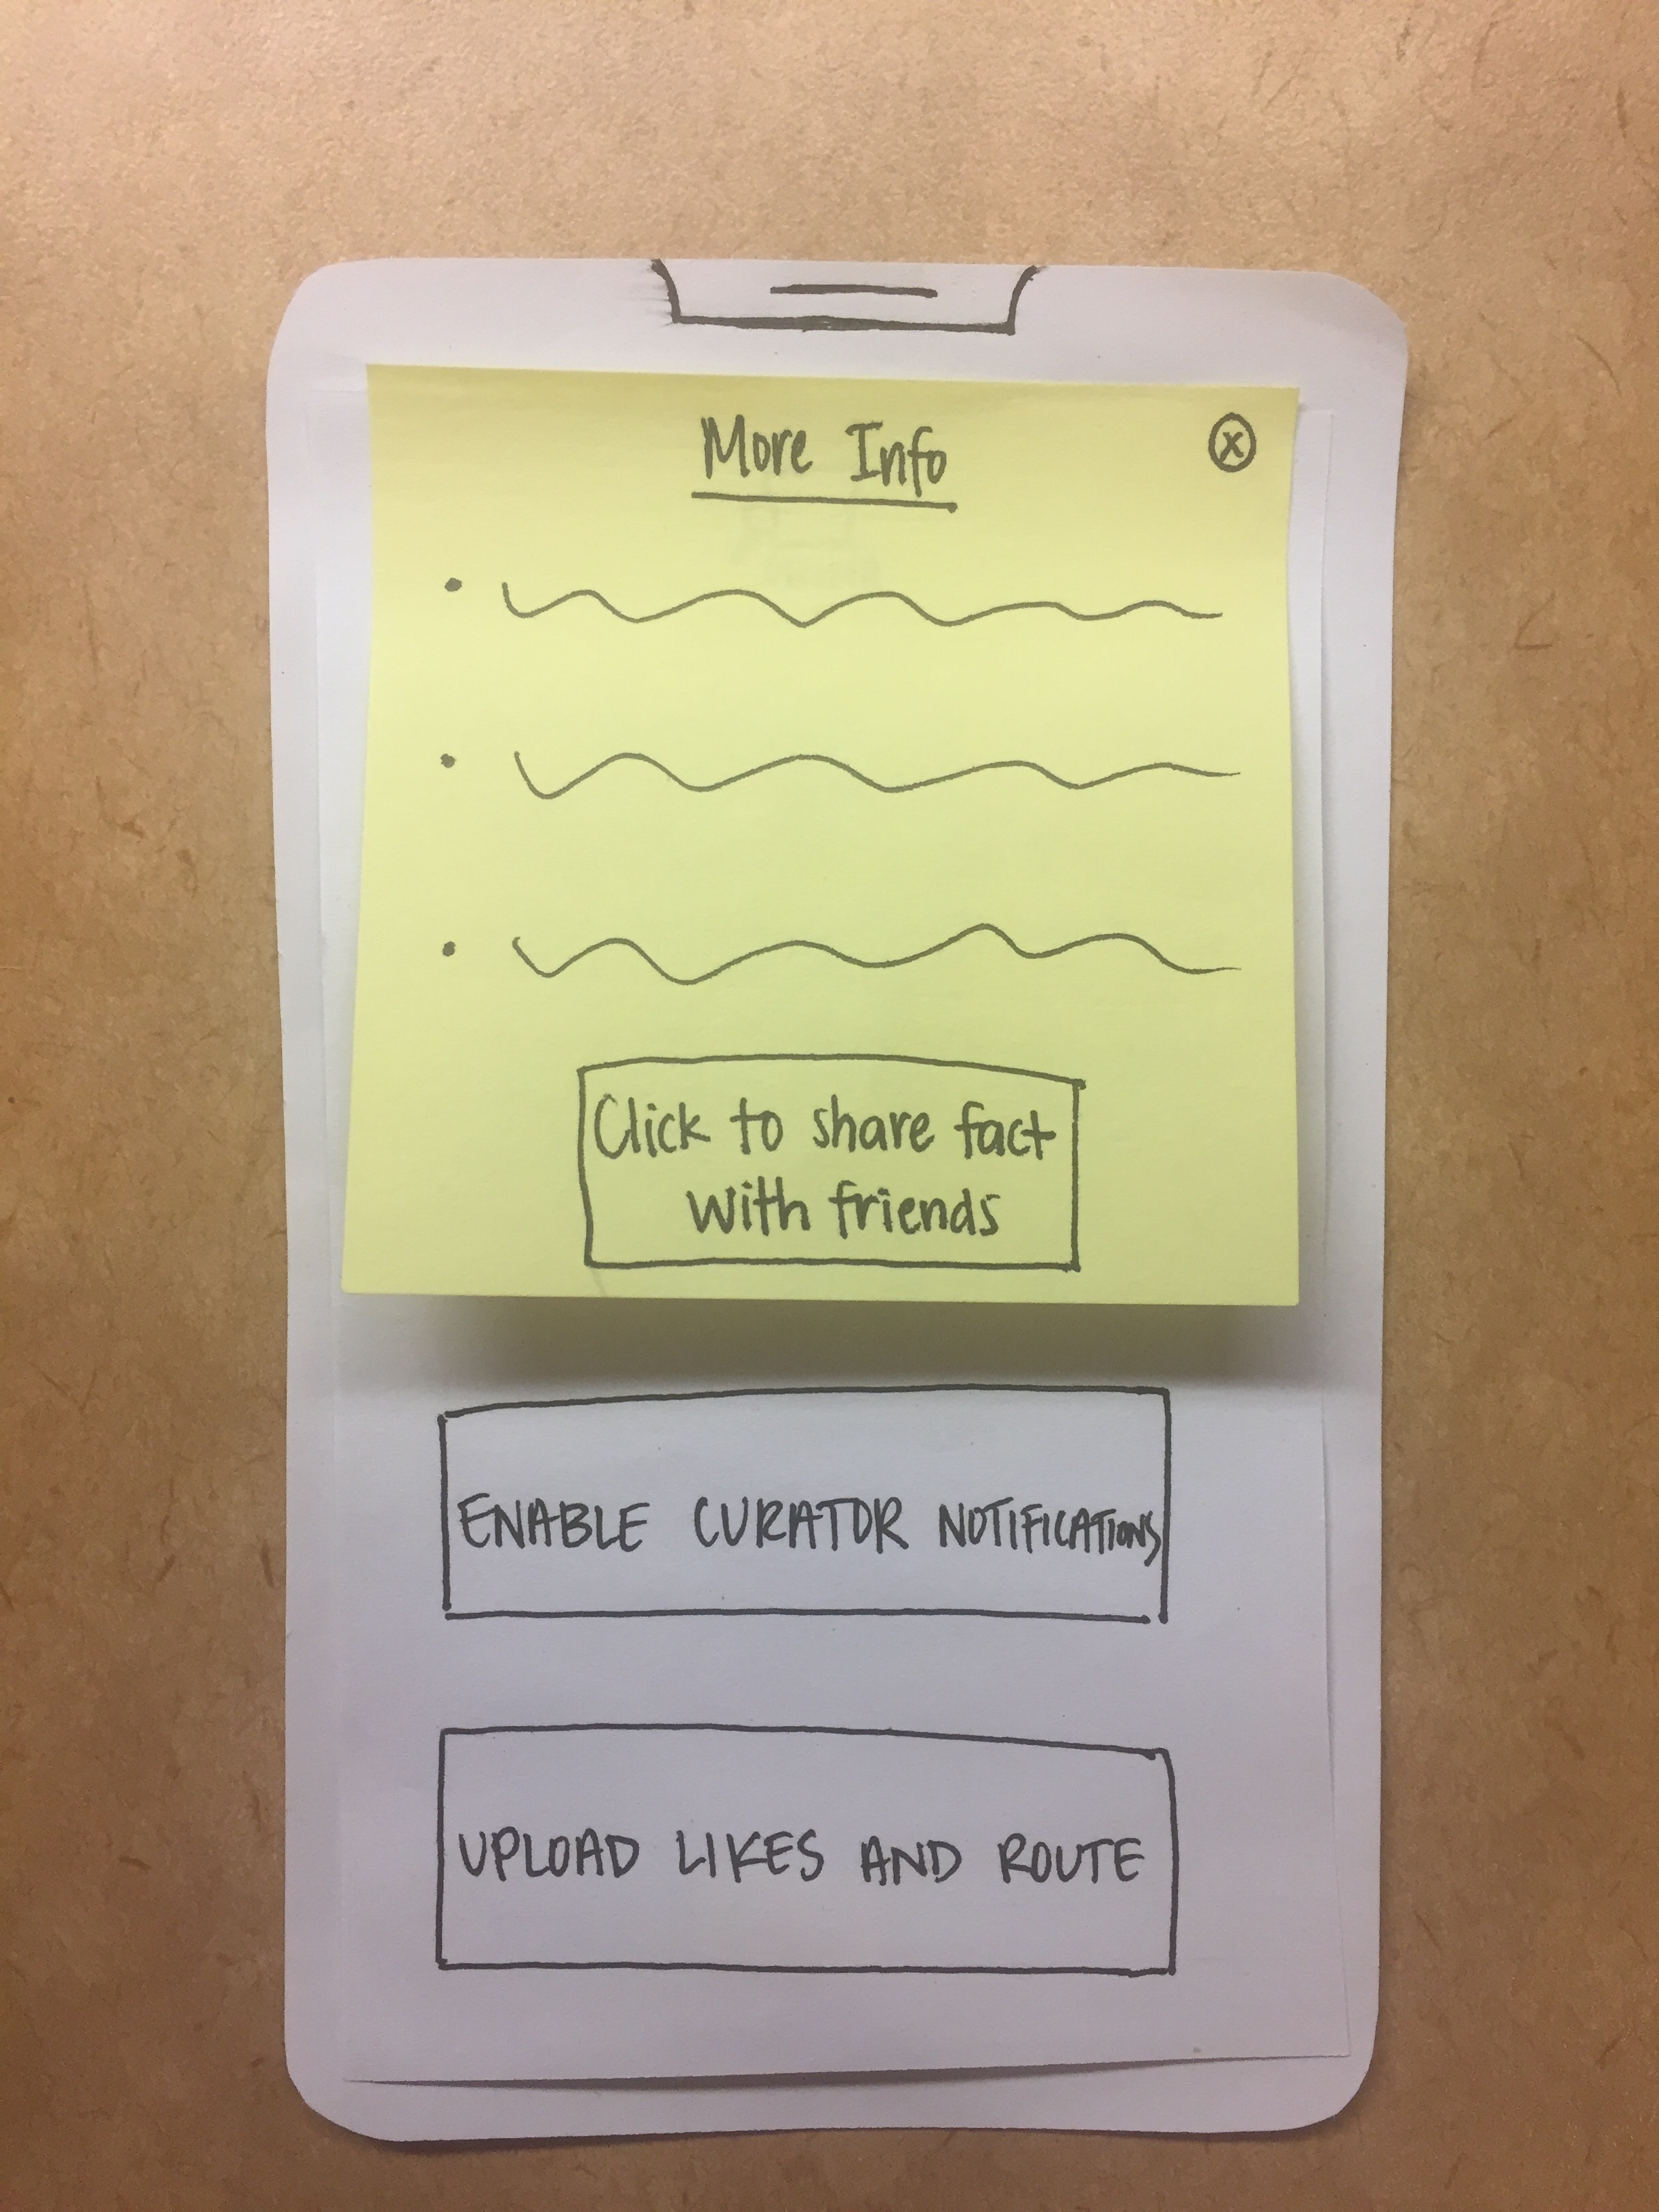 More Info
x
Click to share fact
with friends
ENABLE CURATOR NOTIFICATIONS
UPLOAD LIKES AND ROUTE